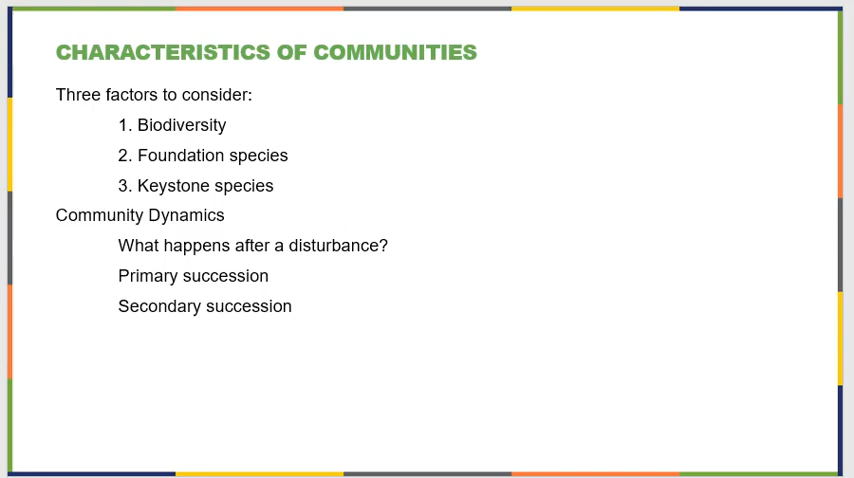 CHARACTERISTICS OF COMMUNITIES
Three factors to consider:
1. Biodiversity
2. Foundation species
3. Keystone species
Community Dynamics
What happens after a disturbance?
Primary succession
Secondary succession